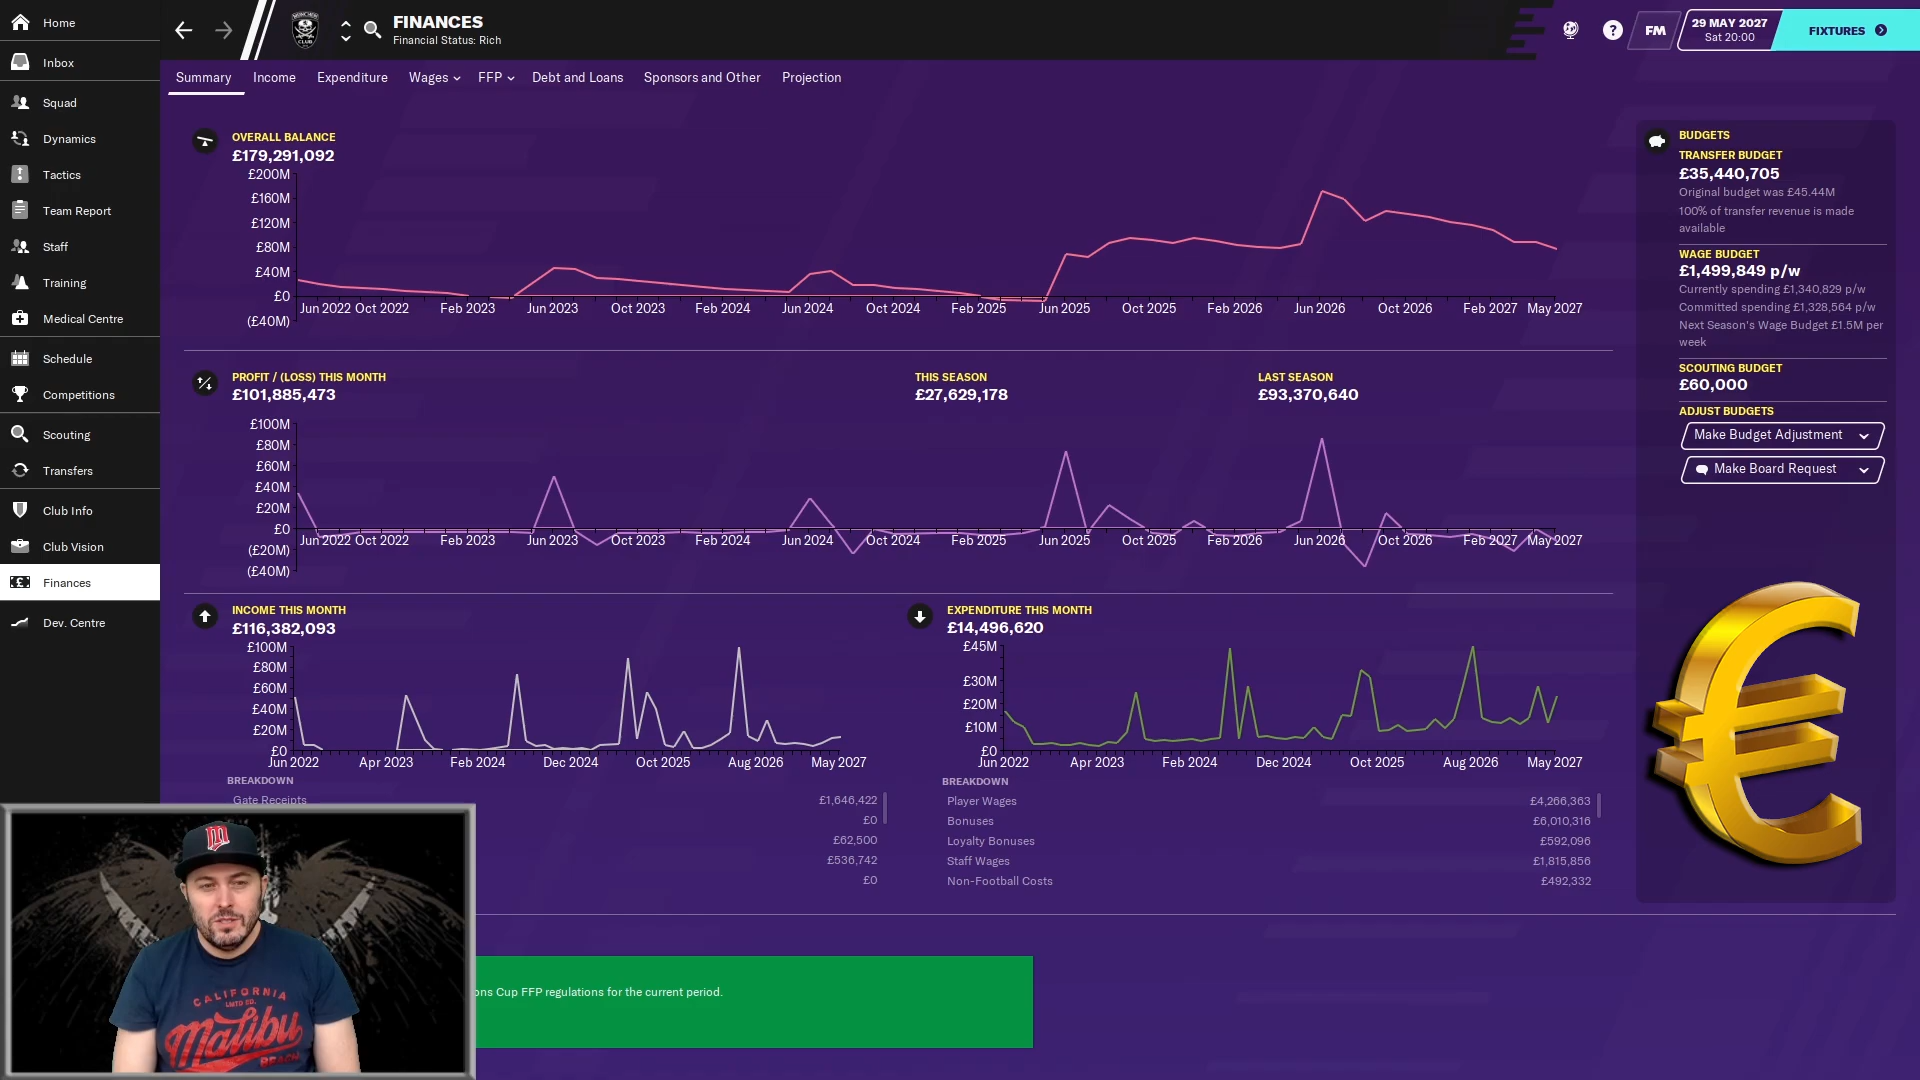 Home
Inbox
Squad
Dynamics
Tactics
Team Report
Staff
Training
Medical Centre
Schedule
Competitions
Scouting
Transfers
Club Info
Club Vision
Finances
Dev. Centre
FINANCES
Financial Status: Rich
?
FM
29 MAY 2027
Sat 20:00
FIXTURES
Summary Income Expenditure Wages FFP Debt and Loans Sponsors and Other Projection
OVERALL BALANCE
£179,291,092
£200M
£160M
£120M
£80M
£40M
£0
(£40M)
Jun 2022 Oct 2022 Feb 2023 Jun 2023 Oct 2023 Feb 2024 Jun 2024 Oct 2024 Feb 2025 Jun 2025 Oct 2025 Feb 2026 Jun 2026 Oct 2026 Feb 2027 May 2027
PROFIT / (LOSS) THIS MONTH
£101,885,473
THIS SEASON
£27,629,178
LAST SEASON
£93,370,640
£100M
£80M
£60M
£40M
£20M
£0
(£20M)
(£40M)
Jun 2022 Oct 2022 Feb 2023 Jun 2023 Oct 2023 Feb 2024 Jun 2024 Oct 2024 Feb 2025 Jun 2025 Oct 2025 Feb 2026 Jun 2026 Oct 2026 Feb 2027 May 2027
INCOME THIS MONTH
£116,382,093
£100M
£80M
£60M
£40M
£20M
£0
Jun 2022 Apr 2023 Feb 2024 Dec 2024 Oct 2025 Aug 2026 May 2027
BREAKDOWN
Gate Receipts £1,646,422
£0
£62,500
£536,742
£0
EXPENDITURE THIS MONTH
£14,496,620
£45M
£30M
£20M
£10M
£0
Jun 2022 Apr 2023 Feb 2024 Dec 2024 Oct 2025 Aug 2026 May 2027
BREAKDOWN
Player Wages £4,266,363
Bonuses £6,010,316
Loyalty Bonuses £592,096
Staff Wages £1,815,856
Non-Football Costs £492,332
BUDGETS
TRANSFER BUDGET
£35,440,705
Original budget was £45.44M
100% of transfer revenue is made
available
WAGE BUDGET
£1,499,849 p/w
Currently spending £1,340,829 p/w
Committed spending £1,328,564 p/w
Next Season's Wage Budget £1.5M per
week
SCOUTING BUDGET
£60,000
ADJUST BUDGETS
Make Budget Adjustment
Make Board Request
€
ons Cup FFP regulations for the current period.
M
CALIFORNIA
LMTD ED.
Malibu
BEACH